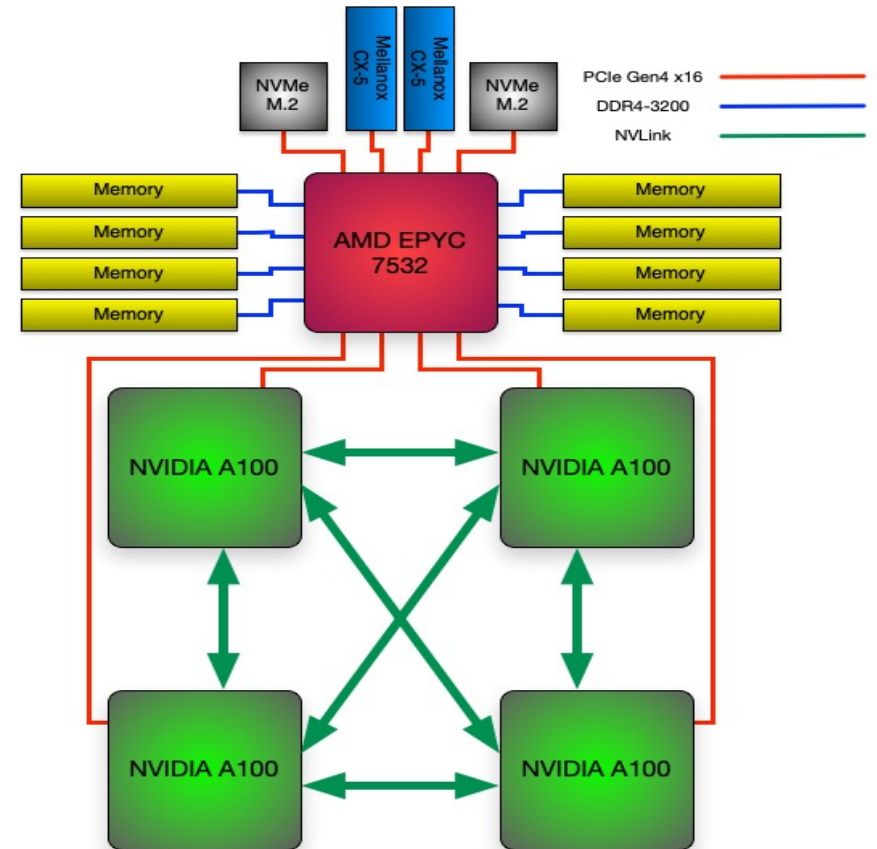 Mellanox
CX-5
Mellanox
CX-5
NVMe
M.2
NVMe
M.2
PCIe Gen4 x16
DDR4-3200
NVLink
Memory
Memory
Memory
Memory
AMD EPYC
7532
Memory
Memory
Memory
Memory
NVIDIA A100
NVIDIA A100
NVIDIA A100
NVIDIA A100